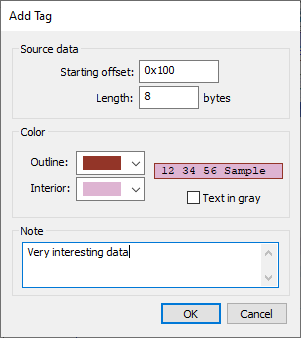 Add Tag
Source data
Starting offset: 0x100
Length: 8 bytes
Color
Outline:
12 34 56 Sample
Interior:
Text in gray
Note
Very interesting data
OK Cancel